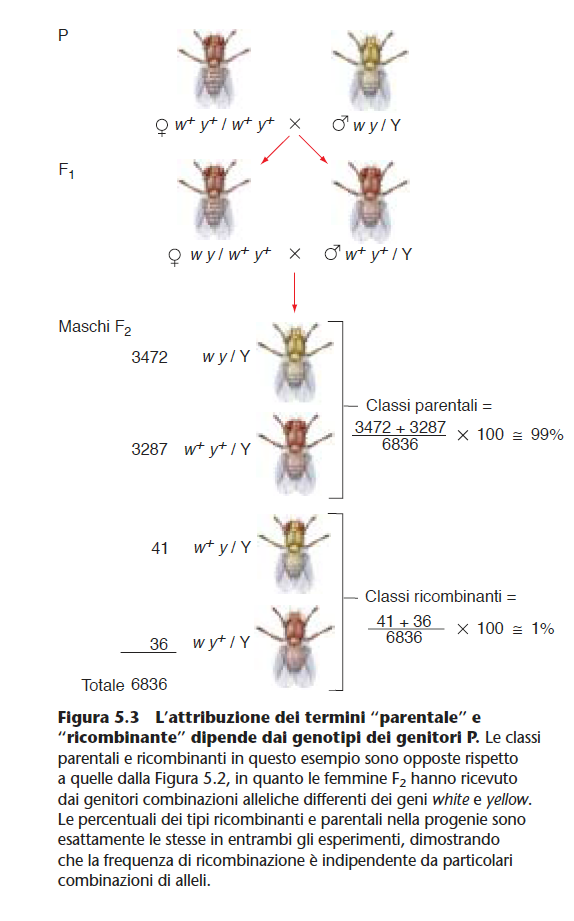 P
♀ w+ y+ / w+ y+ × ♂ w y / Y
F1
♀ w y / w+ y+ × ♂ w+ y+ / Y
Maschi F2
3472 w y / Y
Classi parentali =
3472 + 3287
6836
× 100 ≅ 99%
3287 w+ y+ / Y
41 w+ y / Y
Classi ricombinanti =
41 + 36
6836
× 100 ≅ 1%
36 w y+ / Y
Totale 6836
Figura 5.3 L’attribuzione dei termini “parentale” e
“ricombinante” dipende dai genotipi dei genitori P. Le classi
parentali e ricombinanti in questo esempio sono opposte rispetto
a quelle dalla Figura 5.2, in quanto le femmine F2 hanno ricevuto
dai genitori combinazioni alleliche differenti dei geni white e yellow.
Le percentuali dei tipi ricombinanti e parentali nella progenie sono
esattamente le stesse in entrambi gli esperimenti, dimostrando
che la frequenza di ricombinazione è indipendente da particolari
combinazioni di alleli.